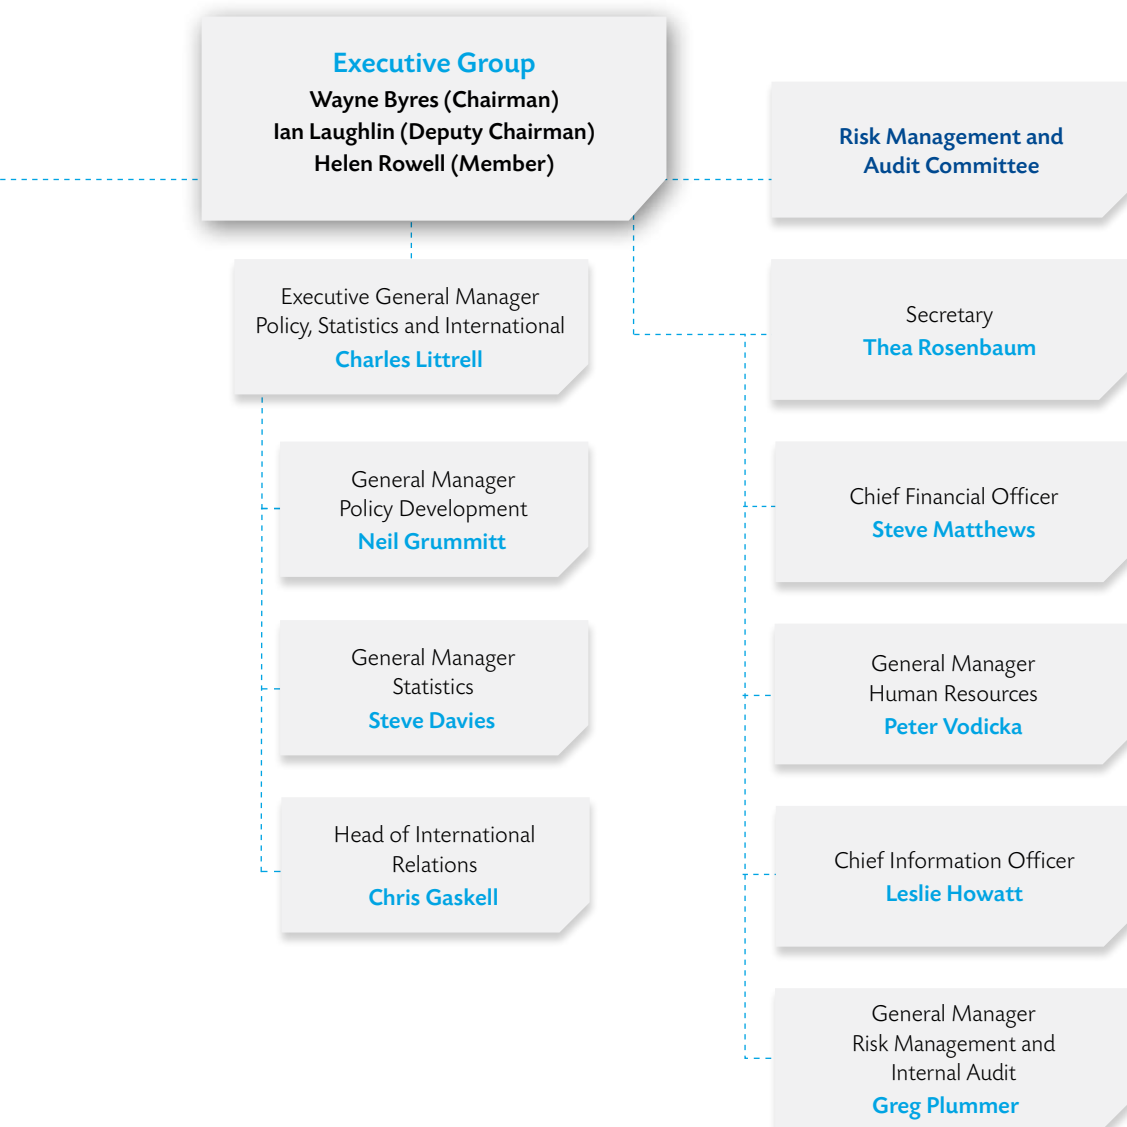 Executive Group
Wayne Byres (Chairman)
Ian Laughlin (Deputy Chairman)
Helen Rowell (Member)
Risk Management and
Audit Committee
Executive General Manager
Policy, Statistics and International
Charles Littrell
General Manager
Policy Development
Neil Grummitt
General Manager
Statistics
Steve Davies
Head of International
Relations
Chris Gaskell
Secretary
Thea Rosenbaum
Chief Financial Officer
Steve Matthews
General Manager
Human Resources
Peter Vodicka
Chief Information Officer
Leslie Howatt
General Manager
Risk Management and
Internal Audit
Greg Plummer